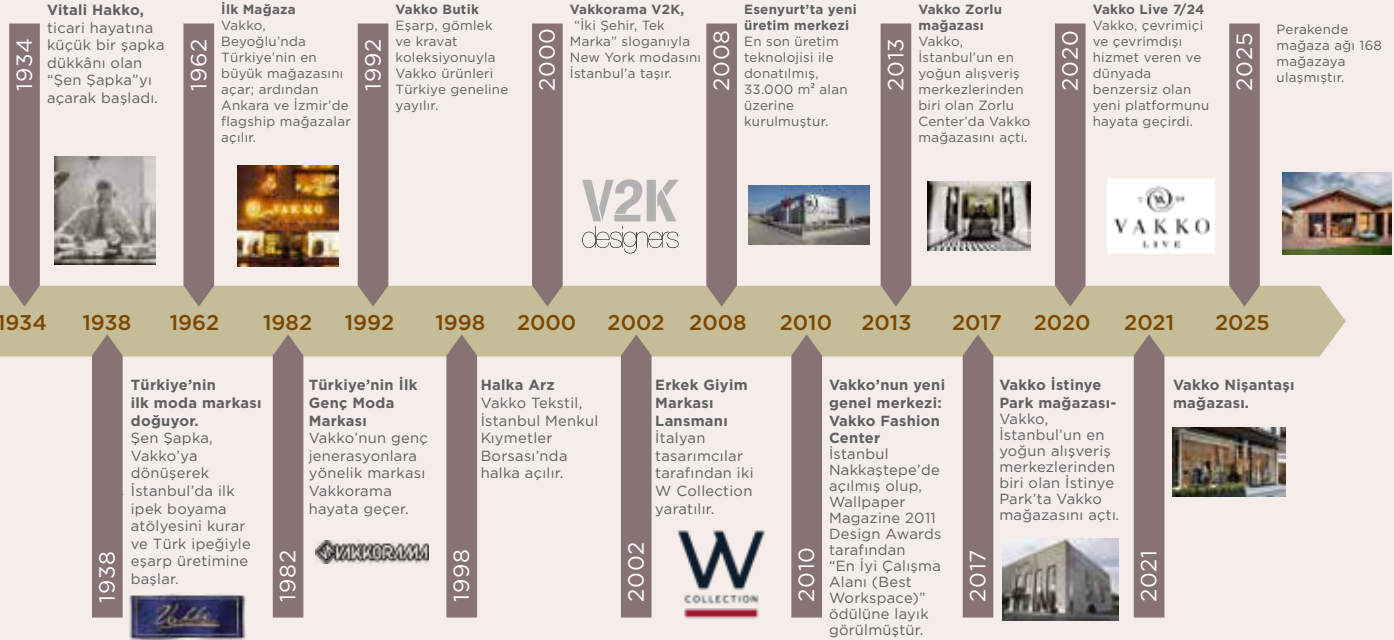 1934
Vitali Hakko,
ticari hayatına
küçük bir şapka
dükkânı olan
“Şen Şapka”yı
açarak başladı.
1962
İlk Mağaza
Vakko,
Beyoğlu’nda
Türkiye’nin en
büyük mağazasını
açar; ardından
Ankara ve İzmir’de
flagship mağazalar
açılır.
VAKKO
1992
Vakko Butik
Eşarp, gömlek
ve kravat
koleksiyonuyla
Vakko ürünleri
Türkiye geneline
yayılır.
2000
Vakkorama V2K,
“İki Şehir, Tek
Marka” sloganıyla
New York modasını
İstanbul’a taşır.
V2K
designers
2008
Esenyurt’ta yeni
üretim merkezi
En son üretim
teknolojisi ile
donatılmış,
33.000 m² alan
üzerine
kurulmuştur.
2013
Vakko Zorlu
mağazası
Vakko,
İstanbul’un en
yoğun alışveriş
merkezlerinden
biri olan Zorlu
Center’da Vakko
mağazasını açtı.
2020
Vakko Live 7/24
Vakko, çevrimiçi
ve çevrimdışı
hizmet veren ve
dünyada
benzersiz olan
yeni platformunu
hayata geçirdi.
7 24
VAKKO
LIVE
2025
Perakende
mağaza ağı 168
mağazaya
ulaşmıştır.
1934 1938 1962 1982 1992 1998 2000 2002 2008 2010 2013 2017 2020 2021 2025
1938
Türkiye’nin
ilk moda markası
doğuyor.
Şen Şapka,
Vakko’ya
dönüşerek
İstanbul’da ilk
ipek boyama
atölyesini kurar
ve Türk ipeğiyle
eşarp üretimine
başlar.
Vakko
1982
Türkiye’nin İlk
Genç Moda
Markası
Vakko’nun genç
jenerasyonlara
yönelik markası
Vakkorama
hayata geçer.
VAKKORAMA
1998
Halka Arz
Vakko Tekstil,
İstanbul Menkul
Kıymetler
Borsası’nda
halka açılır.
2002
Erkek Giyim
Markası
Lansmanı
İtalyan
tasarımcılar
tarafından iki
W Collection
yaratılır.
W
COLLECTION
2010
Vakko’nun yeni
genel merkezi:
Vakko Fashion
Center
İstanbul
Nakkaştepe’de
açılmış olup,
Wallpaper
Magazine 2011
Design Awards
tarafından
“En İyi Çalışma
Alanı (Best
Workspace)”
ödülüne layık
görülmüştür.
2017
Vakko İstinye
Park mağazası-
Vakko,
İstanbul’un en
yoğun alışveriş
merkezlerinden
biri olan İstinye
Park’ta Vakko
mağazasını açtı.
2021
Vakko Nişantaşı
mağazası.